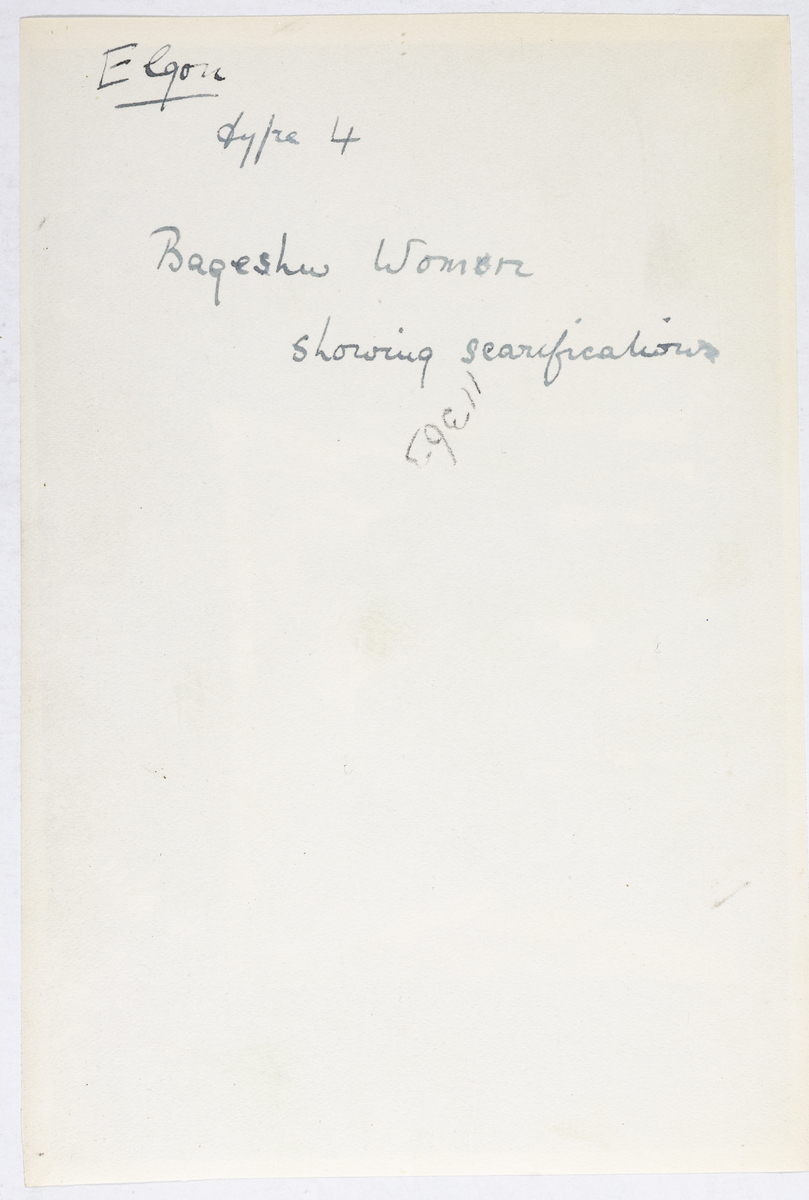 Elgon
type 4
Bageshu Women
showing scarifications